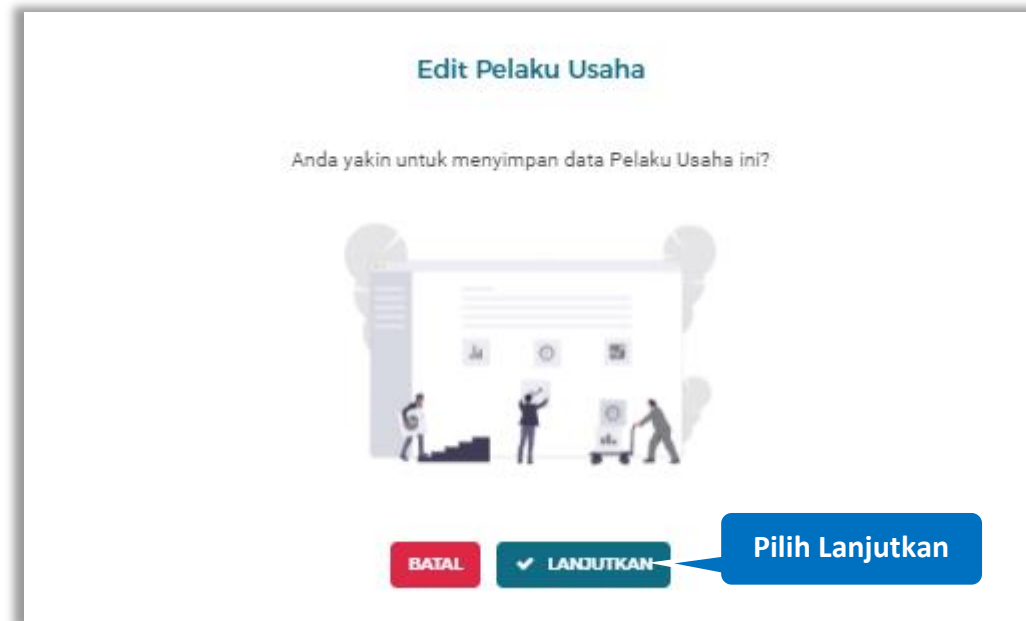 Edit Pelaku Usaha
Anda yakin untuk menyimpan data Pelaku Usaha ini?
BATAL
LANJUTKAN
Pilih Lanjutkan